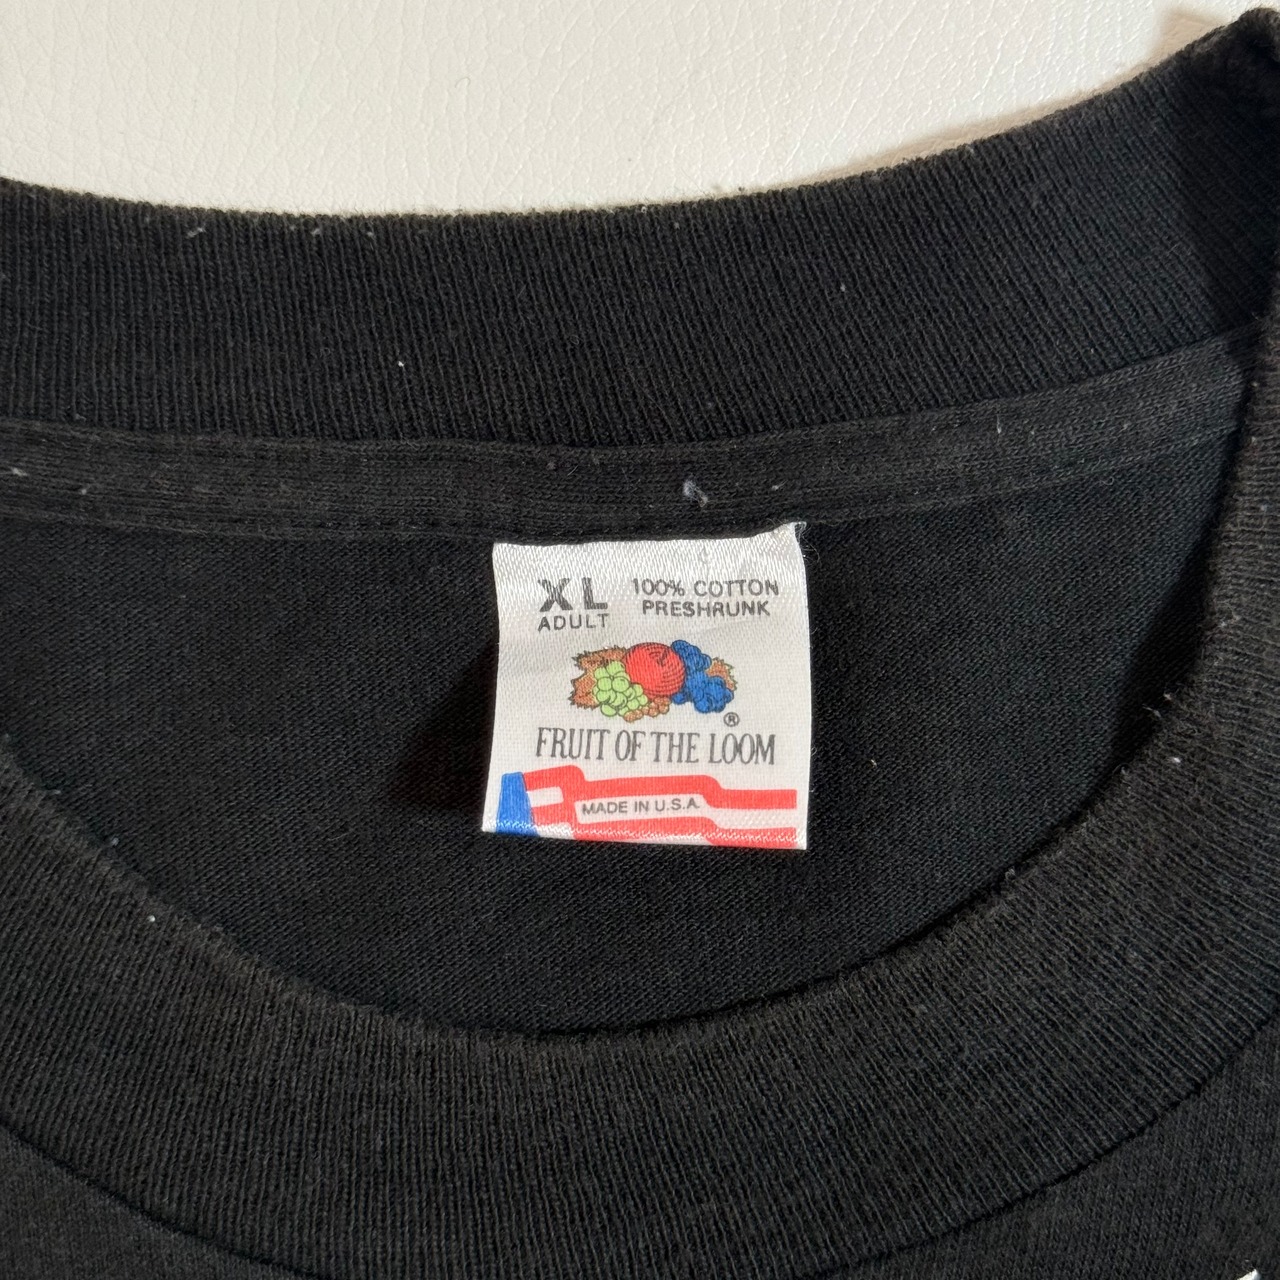 XL 100% COTTON
ADULT PRESHRUNK
®
FRUIT OF THE LOOM
MADE IN U.S.A.